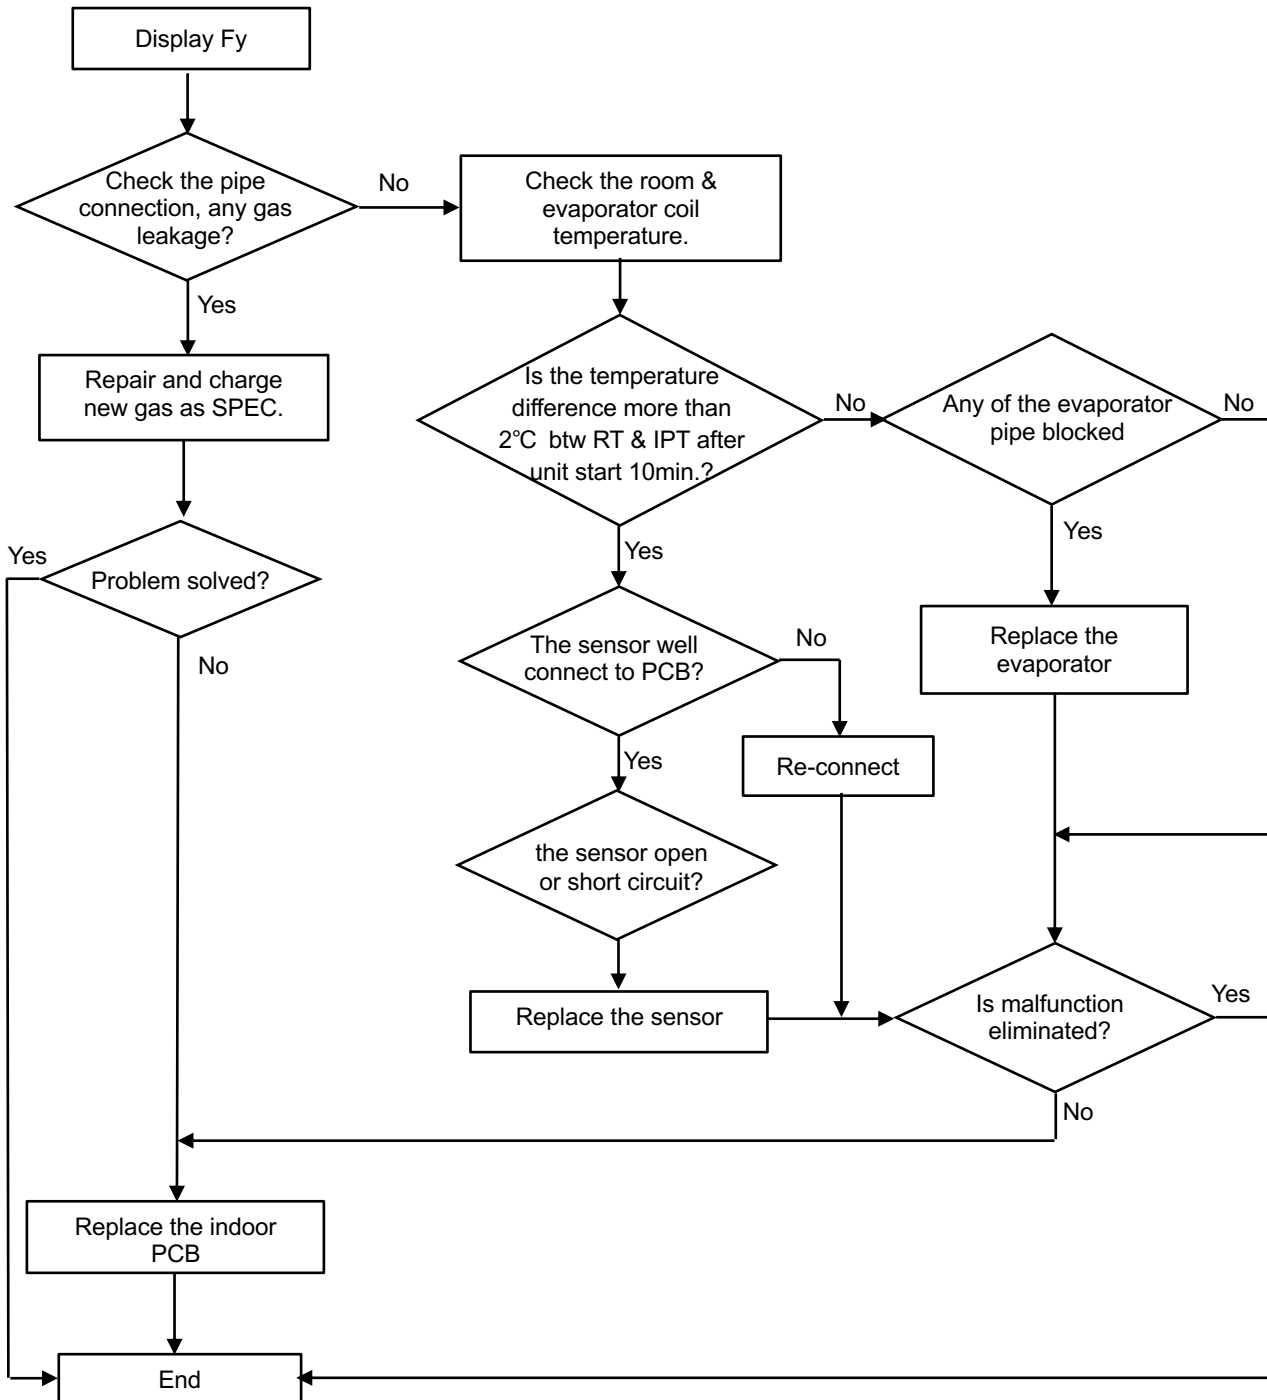 Display Fy
Check the pipe
connection, any gas
leakage?
No
Check the room &
evaporator coil
temperature.
Yes
Repair and charge
new gas as SPEC.
Is the temperature
difference more than
2℃ btw RT & IPT after
unit start 10min.?
No
Any of the evaporator
pipe blocked
No
Yes
Problem solved?
No
Yes
The sensor well
connect to PCB?
No
Yes
Replace the
evaporator
Re-connect
Yes
the sensor open
or short circuit?
Replace the sensor
Is malfunction
eliminated?
Yes
No
Replace the indoor
PCB
End